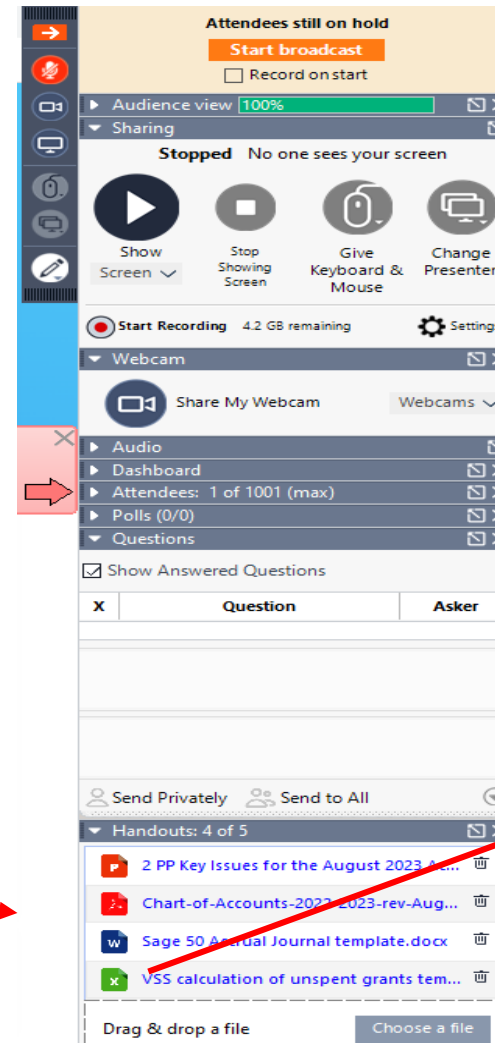 Attendees still on hold
Start broadcast
Record on start
Audience view 100%
Sharing
Stopped No one sees your screen
Show
Screen
Stop
Showing
Screen
Give
Keyboard &
Mouse
Change
Presenter
Start Recording 4.2 GB remaining
Setting
Webcam
Share My Webcam
Webcams
Audio
Dashboard
Attendees: 1 of 1001 (max)
Polls (0/0)
Questions
Show Answered Questions
X Question Asker
Send Privately
Send to All
Handouts: 4 of 5
P 2 PP Key Issues for the August 2023 Ac...
Chart-of-Accounts-2022-2023-rev-Aug...
W Sage 50 Accrual Journal template.docx
X VSS calculation of unspent grants tem...
Drag & drop a file
Choose a file